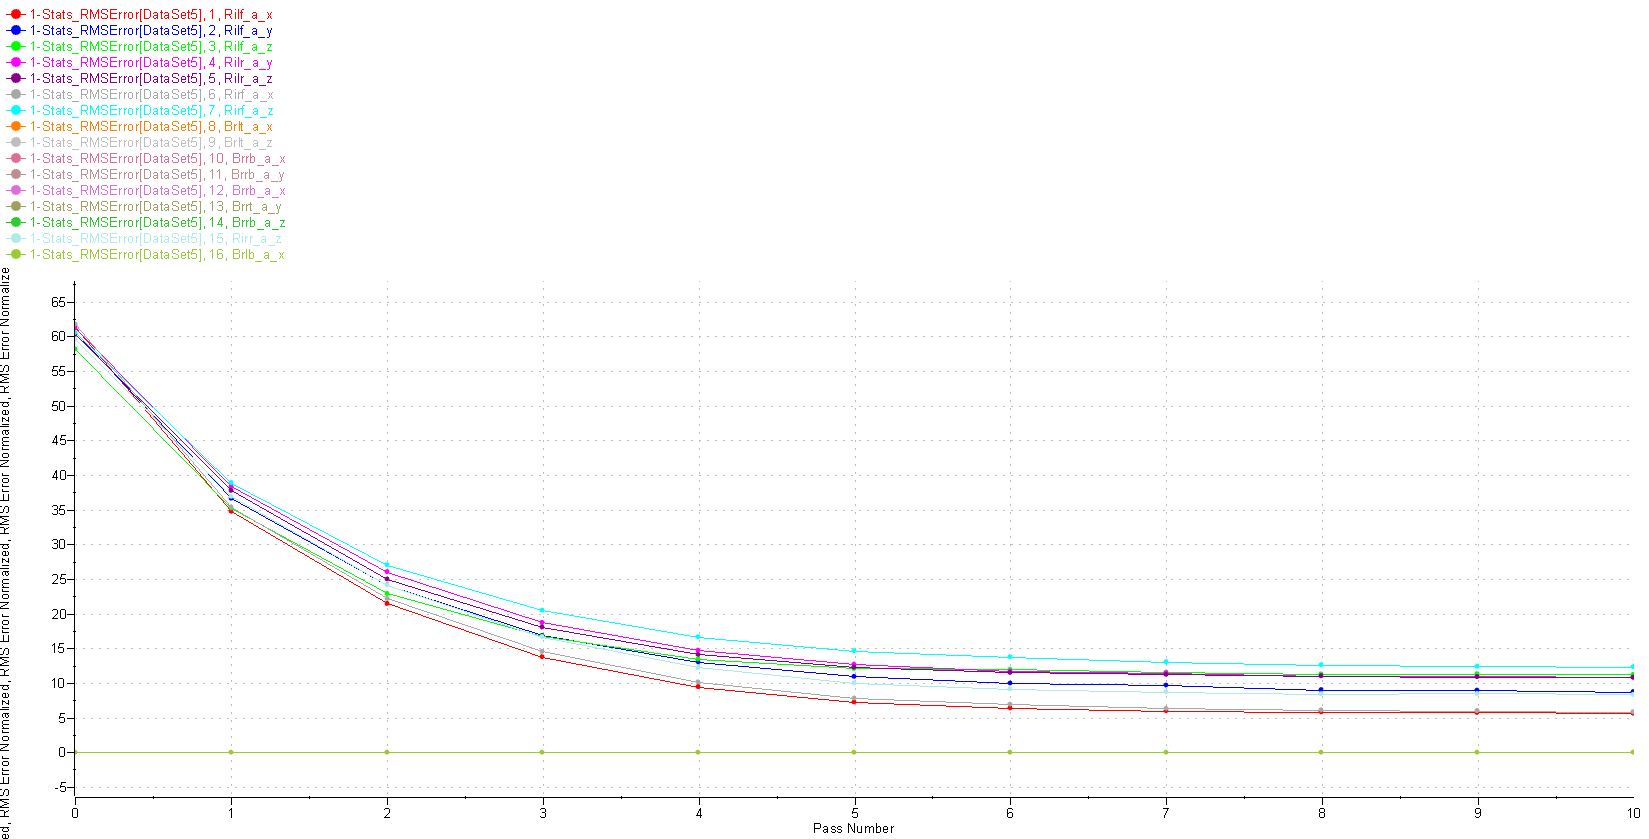 1-Stats_RMSError[DataSet5], 1, Rilf_a_x
1-Stats_RMSError[DataSet5], 2, Rilf_a_y
1-Stats_RMSError[DataSet5], 3, Rilf_a_z
1-Stats_RMSError[DataSet5], 4, Rilr_a_y
1-Stats_RMSError[DataSet5], 5, Rilr_a_z
1-Stats_RMSError[DataSet5], 6, Rirf_a_x
1-Stats_RMSError[DataSet5], 7, Rirf_a_z
1-Stats_RMSError[DataSet5], 8, Brlt_a_x
1-Stats_RMSError[DataSet5], 9, Brlt_a_z
1-Stats_RMSError[DataSet5], 10, Brrb_a_x
1-Stats_RMSError[DataSet5], 11, Brrb_a_y
1-Stats_RMSError[DataSet5], 12, Brrb_a_x
1-Stats_RMSError[DataSet5], 13, Brrt_a_y
1-Stats_RMSError[DataSet5], 14, Brrb_a_z
1-Stats_RMSError[DataSet5], 15, Rirr_a_z
1-Stats_RMSError[DataSet5], 16, Brlb_a_x
ed, RMS Error Normalized, RMS Error Normalized, RMS Error Normalized, RMS Error Normalize
65
60
55
50
45
40
35
30
25
20
15
10
5
0
-5
0 1 2 3 4 5 6 7 8 9 10
Pass Number